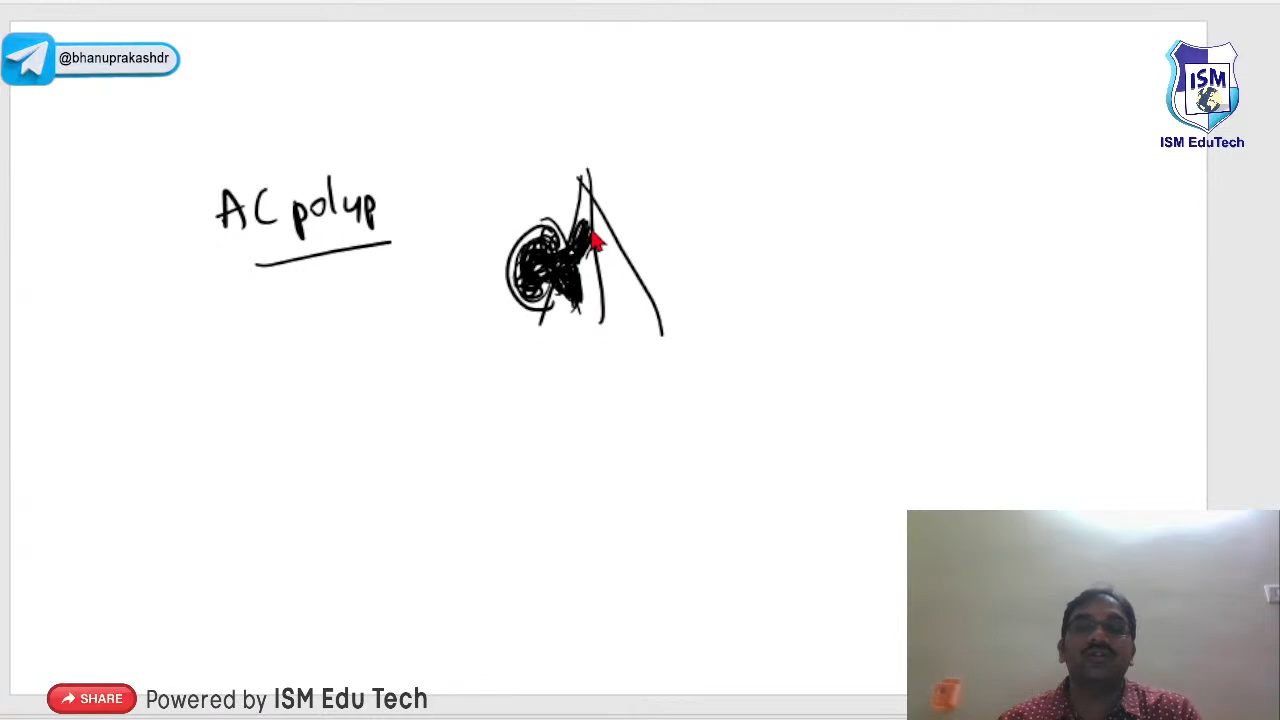 @bhanuprakashdr
ISM
ISM EduTech
AC polyp
SHARE
Powered by ISM Edu Tech